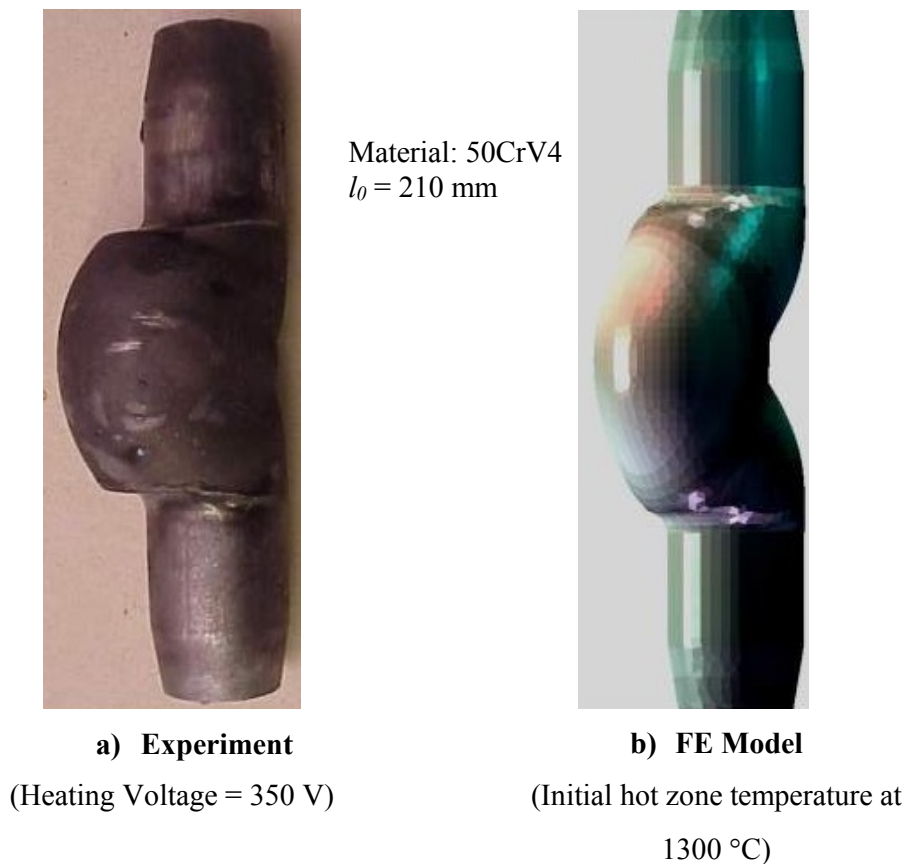 Material: 50CrV4
l₀ = 210 mm
a) Experiment
(Heating Voltage = 350 V)
b) FE Model
(Initial hot zone temperature at
1300 °C)